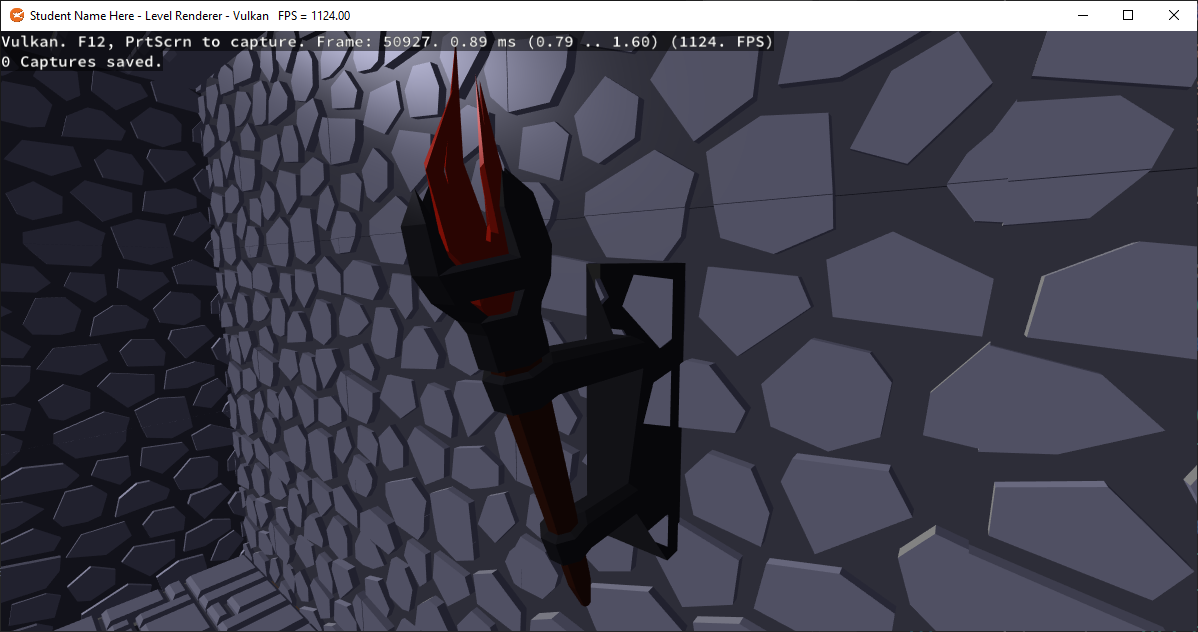 Student Name Here - Level Renderer - Vulkan   FPS = 1124.00
Vulkan. F12, PrtScrn to capture. Frame: 50927. 0.89 ms (0.79 .. 1.60) (1124. FPS)
0 Captures saved.